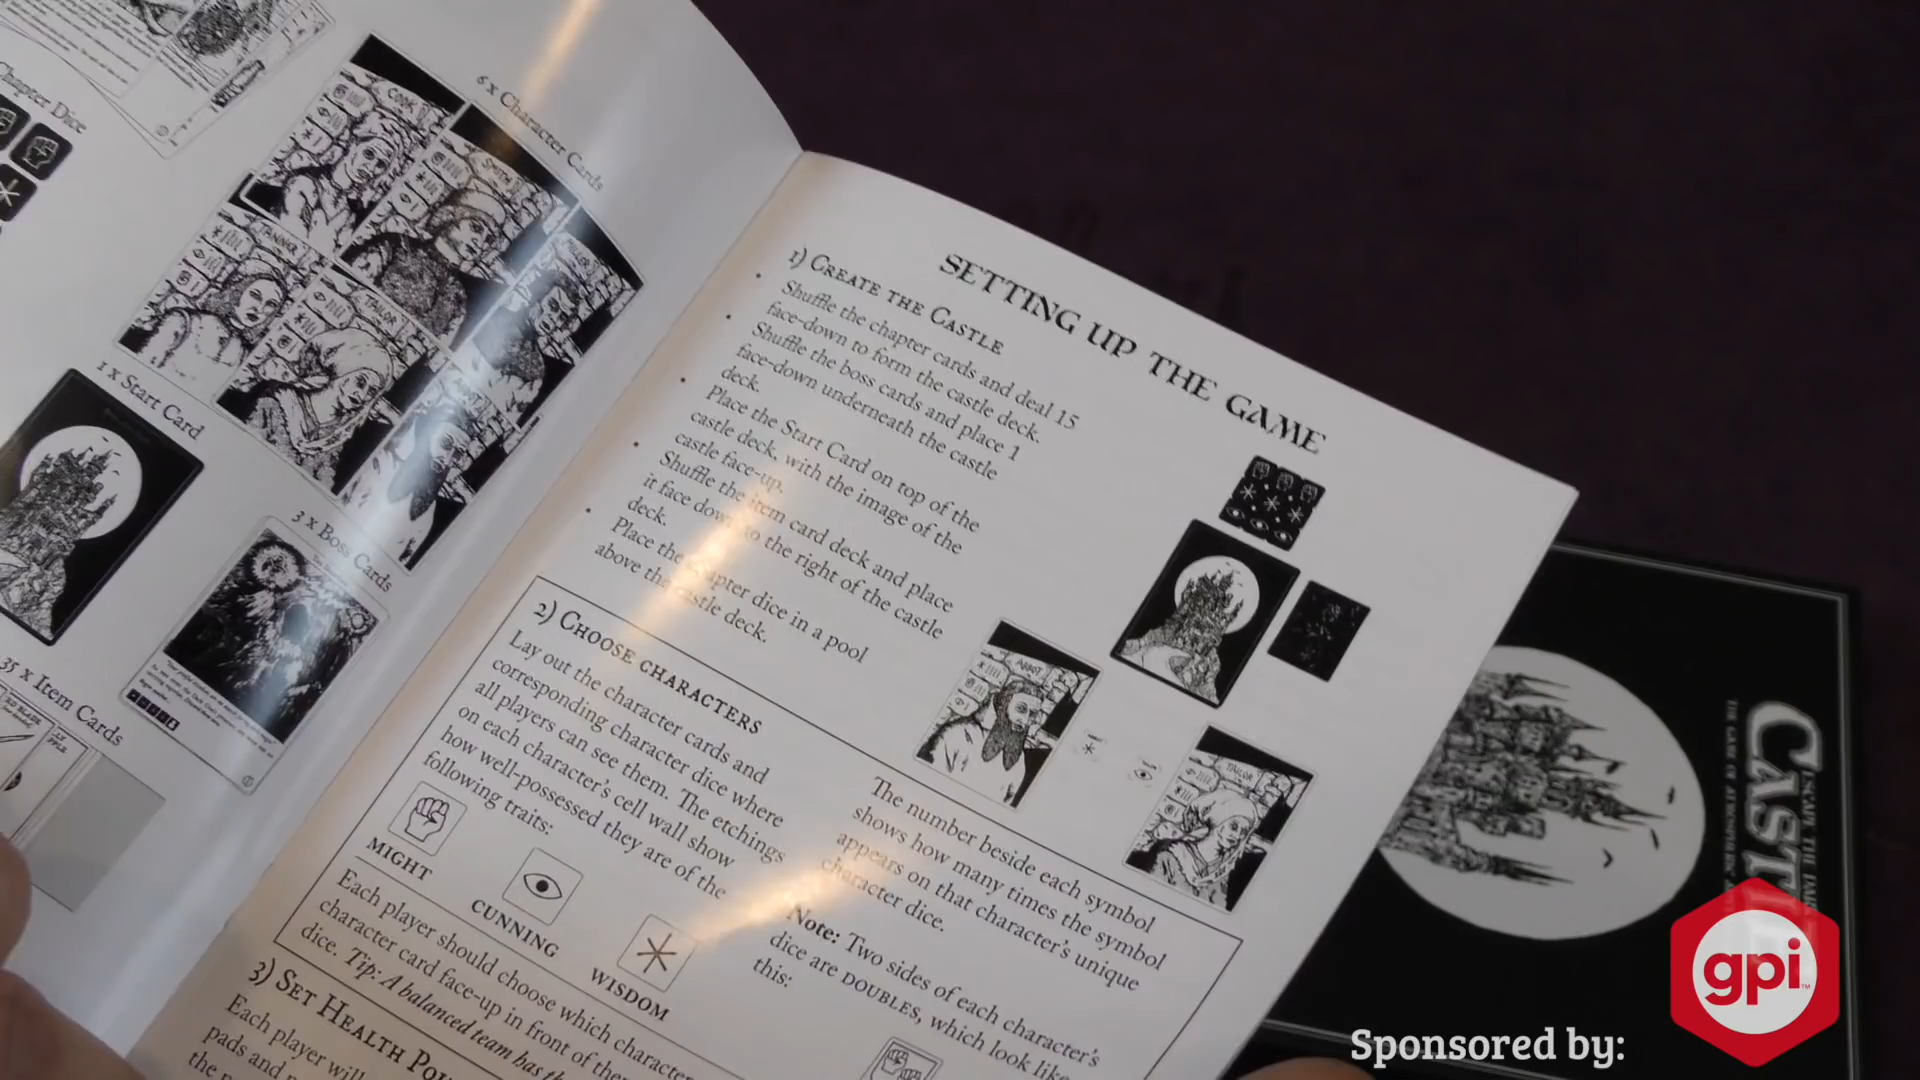 Chapter Dice
6 x Character Cards
COOK
SMITH
TANNER
TAILOR
MILLER
ABBOT
1 x Start Card
3 x Boss Cards
35 x Item Cards
SETTING UP THE GAME
1) CREATE THE CASTLE
Shuffle the chapter cards and deal 15
face-down to form the castle deck.
Shuffle the boss cards and place 1
face-down underneath the castle
deck.
Place the Start Card on top of the
castle deck, with the image of the
castle face-up.
Shuffle the item card deck and place
it face down to the right of the castle
deck.
Place the chapter dice in a pool
above the castle deck.
ABBOT
TAILOR
2) CHOOSE CHARACTERS
Lay out the character cards and
corresponding character dice where
all players can see them. The etchings
on each character's cell wall show
how well-possessed they are of the
following traits:
MIGHT
CUNNING
WISDOM
The number beside each symbol
shows how many times the symbol
appears on that character's unique
character dice.
Note: Two sides of each character's
dice are DOUBLES, which look like
this:
Each player should choose which character
character card face-up in front of them
dice. Tip: A balanced team has
3) SET HEALTH
Each player will
pads and
ESCAPE THE DARK
CASTLE
gpi
Sponsored by: